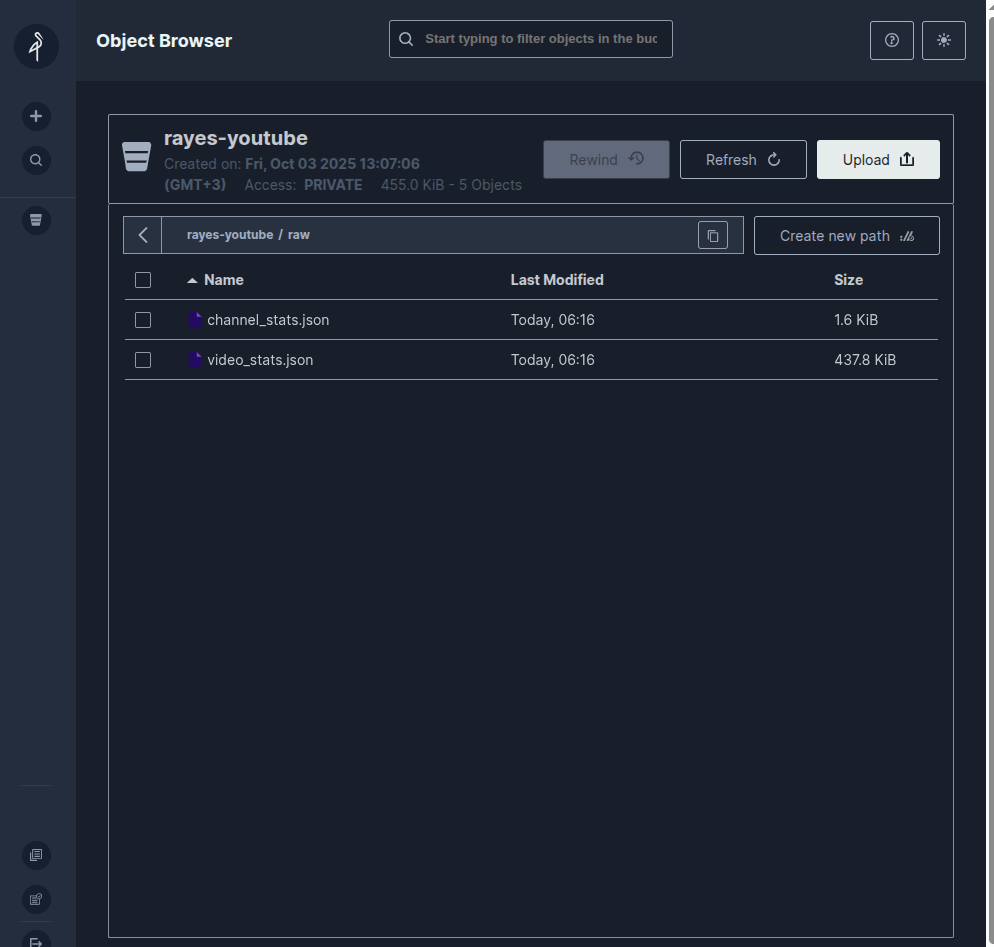 Object Browser
Start typing to filter objects in the buc
rayes-youtube
Created on: Fri, Oct 03 2025 13:07:06
(GMT+3) Access: PRIVATE 455.0 KiB - 5 Objects
Rewind
Refresh
Upload
rayes-youtube / raw
Create new path
Name Last Modified Size
channel_stats.json Today, 06:16 1.6 KiB
video_stats.json Today, 06:16 437.8 KiB